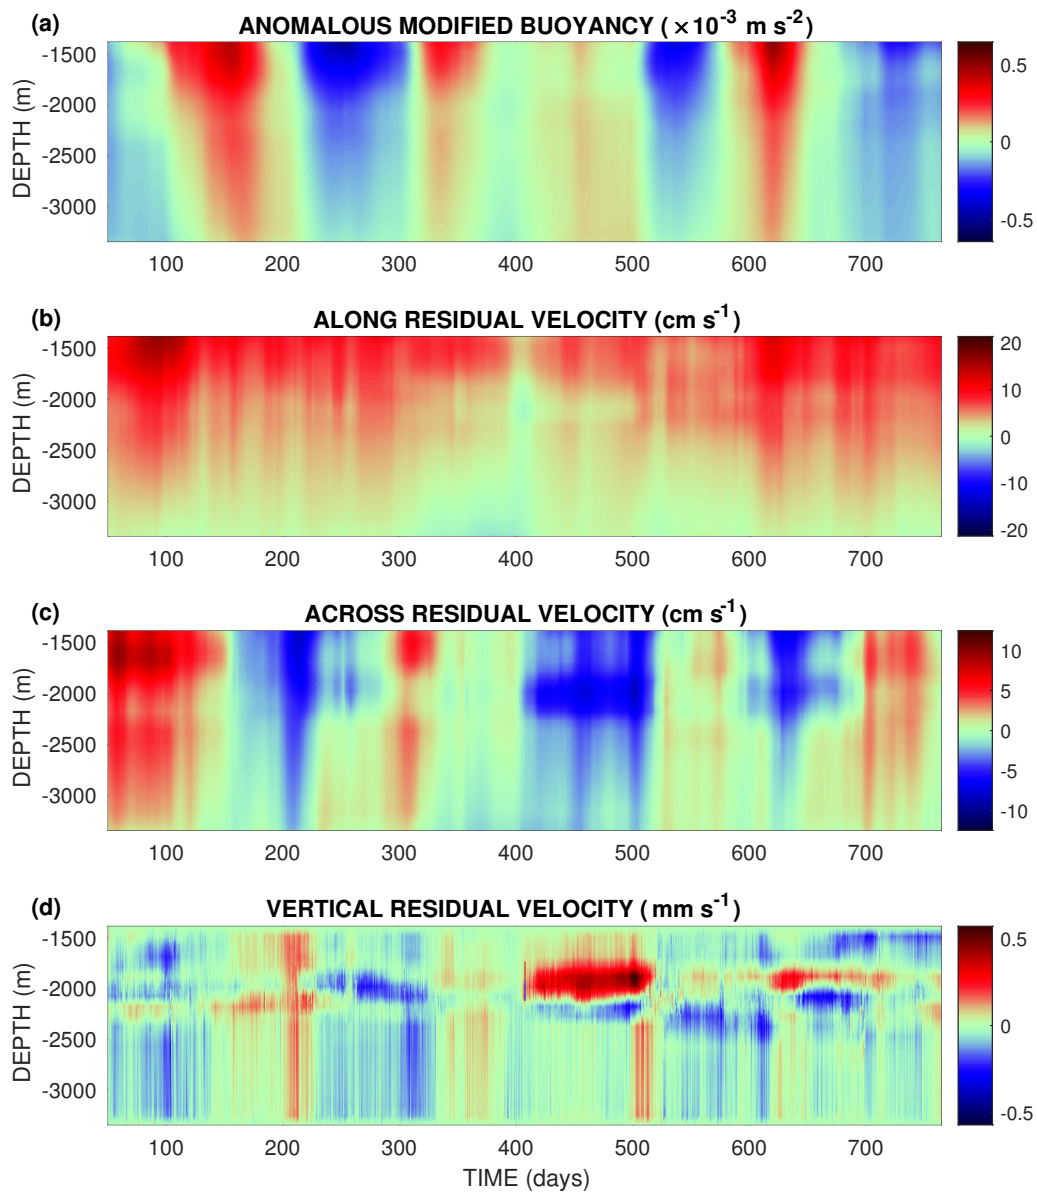 (a)
ANOMALOUS MODIFIED BUOYANCY ( ×10⁻³ m s⁻²)
DEPTH (m)
-1500
-2000
-2500
-3000
100 200 300 400 500 600 700
0.5
0
-0.5
(b)
ALONG RESIDUAL VELOCITY (cm s⁻¹)
DEPTH (m)
-1500
-2000
-2500
-3000
100 200 300 400 500 600 700
20
10
0
-10
-20
(c)
ACROSS RESIDUAL VELOCITY (cm s⁻¹)
DEPTH (m)
-1500
-2000
-2500
-3000
100 200 300 400 500 600 700
10
5
0
-5
-10
(d)
VERTICAL RESIDUAL VELOCITY ( mm s⁻¹)
DEPTH (m)
-1500
-2000
-2500
-3000
100 200 300 400 500 600 700
TIME (days)
0.5
0
-0.5